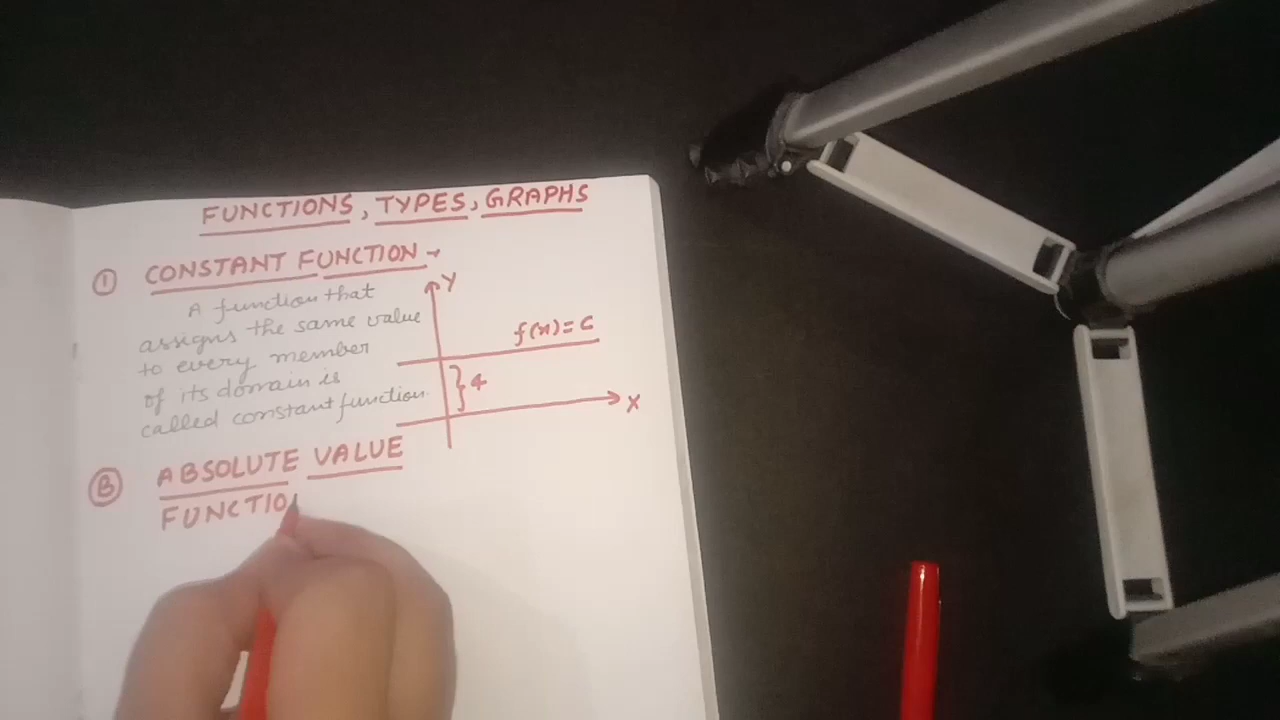 FUNCTIONS, TYPES, GRAPHS
① CONSTANT FUNCTION →
A function that
assigns the same value
to every member
of its domain is
called constant function.
Y
f(x)=C
}4
X
Ⓑ ABSOLUTE VALUE
FUNCTIO